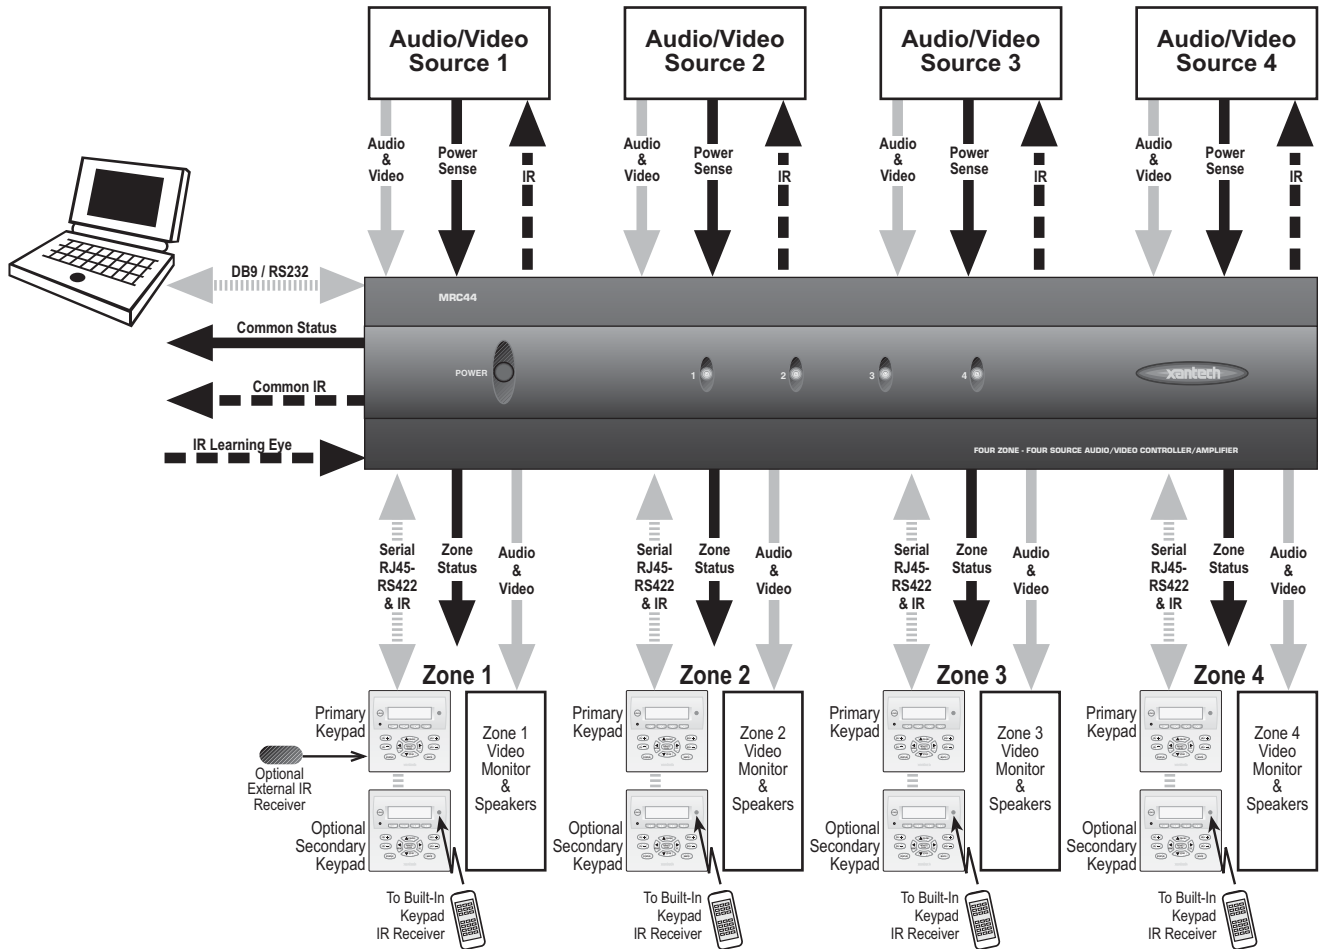 Audio/Video
Source 1
Audio/Video
Source 2
Audio/Video
Source 3
Audio/Video
Source 4
Audio
&
Video
Power
Sense
IR
Audio
&
Video
Power
Sense
IR
Audio
&
Video
Power
Sense
IR
Audio
&
Video
Power
Sense
IR
DB9 / RS232
Common Status
Common IR
IR Learning Eye
MRC44
POWER
1
2
3
4
xantech
FOUR ZONE - FOUR SOURCE AUDIO/VIDEO CONTROLLER/AMPLIFIER
Serial
RJ45-
RS422
& IR
Zone
Status
Audio
&
Video
Serial
RJ45-
RS422
& IR
Zone
Status
Audio
&
Video
Serial
RJ45-
RS422
& IR
Zone
Status
Audio
&
Video
Serial
RJ45-
RS422
& IR
Zone
Status
Audio
&
Video
Zone 1
Primary
Keypad
Optional
External IR
Receiver
Optional
Secondary
Keypad
Zone 1
Video
Monitor
&
Speakers
To Built-In
Keypad
IR Receiver
Zone 2
Primary
Keypad
Optional
Secondary
Keypad
Zone 2
Video
Monitor
&
Speakers
To Built-In
Keypad
IR Receiver
Zone 3
Primary
Keypad
Optional
Secondary
Keypad
Zone 3
Video
Monitor
&
Speakers
To Built-In
Keypad
IR Receiver
Zone 4
Primary
Keypad
Optional
Secondary
Keypad
Zone 4
Video
Monitor
&
Speakers
To Built-In
Keypad
IR Receiver